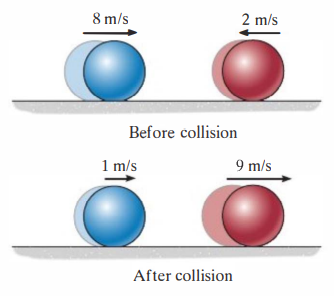 8 m/s
2 m/s
Before collision
1 m/s
9 m/s
After collision